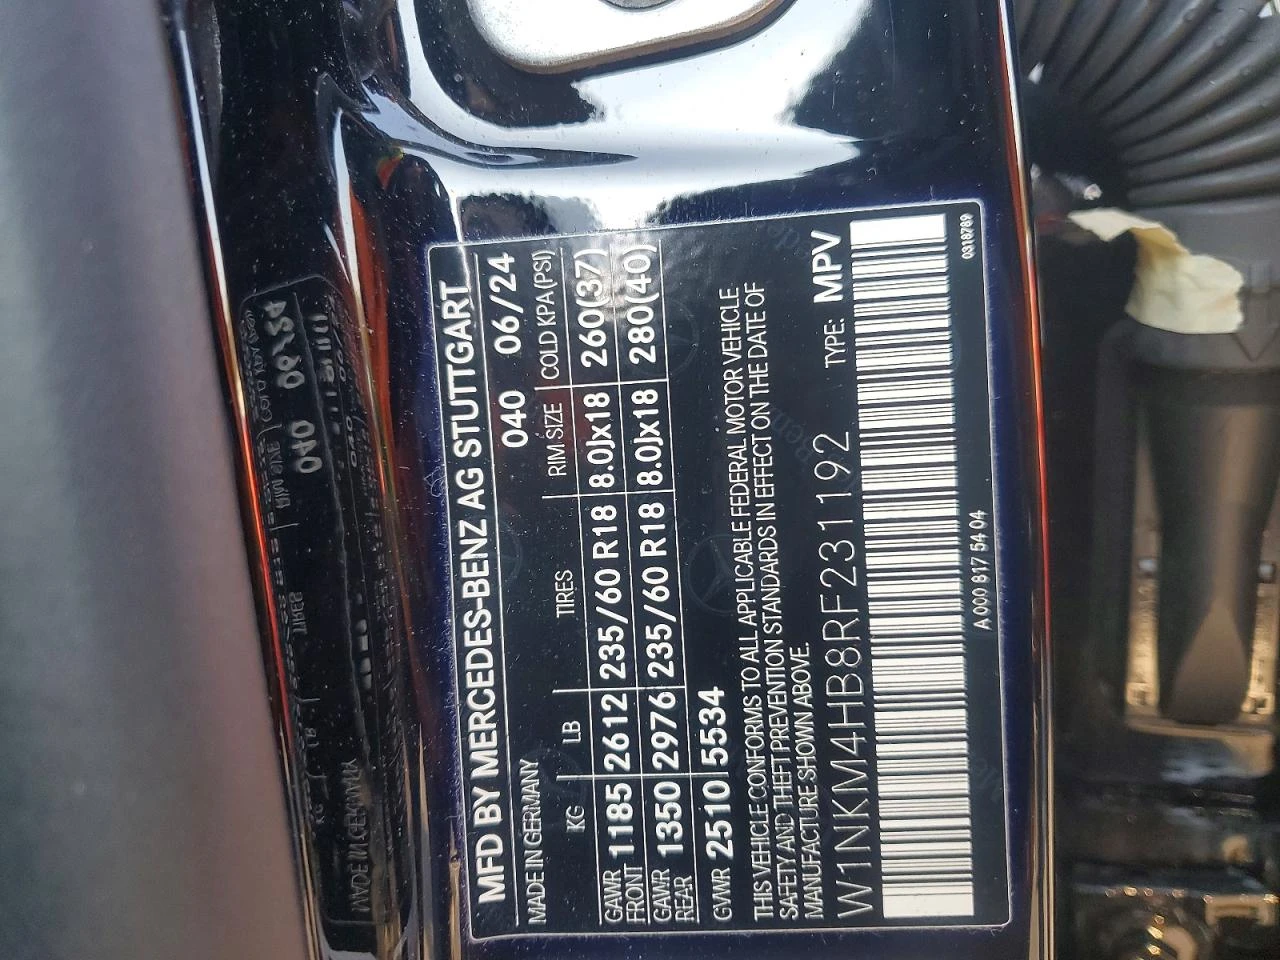 MFD BY MERCEDES-BENZ AG STUTTGART
040 06/24
MADE IN GERMANY
KG LB TIRES RIM SIZE COLD KPA (PSI)
GAWR FRONT 1185 2612 235/60 R18 8.0Jx18 260(37)
GAWR REAR 1350 2976 235/60 R18 8.0Jx18 280(40)
GVWR 2510 5534
THIS VEHICLE CONFORMS TO ALL APPLICABLE FEDERAL MOTOR VEHICLE
SAFETY AND THEFT PREVENTION STANDARDS IN EFFECT ON THE DATE OF
MANUFACTURE SHOWN ABOVE.
W1NKM4HB8RF231192 TYPE: MPV
A 000 817 54 04 0318789